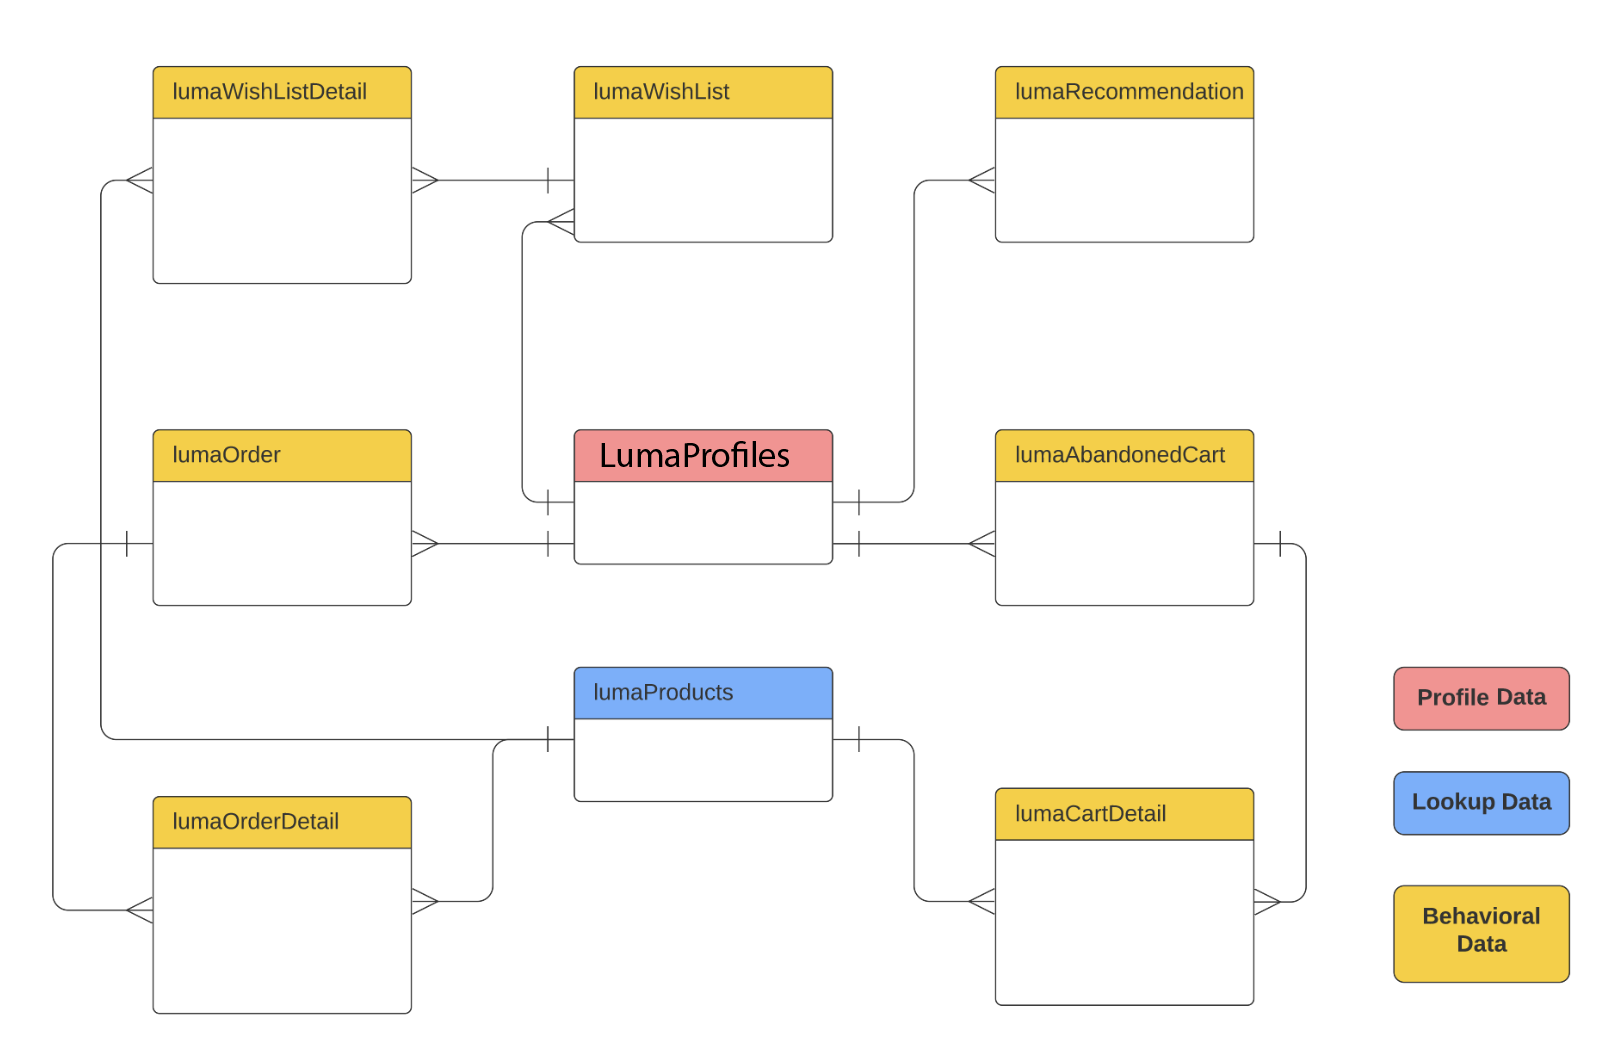 lumaWishListDetail
lumaWishList
lumaRecommendation
lumaOrder
LumaProfiles
lumaAbandonedCart
lumaProducts
lumaOrderDetail
lumaCartDetail
Profile Data
Lookup Data
Behavioral
Data